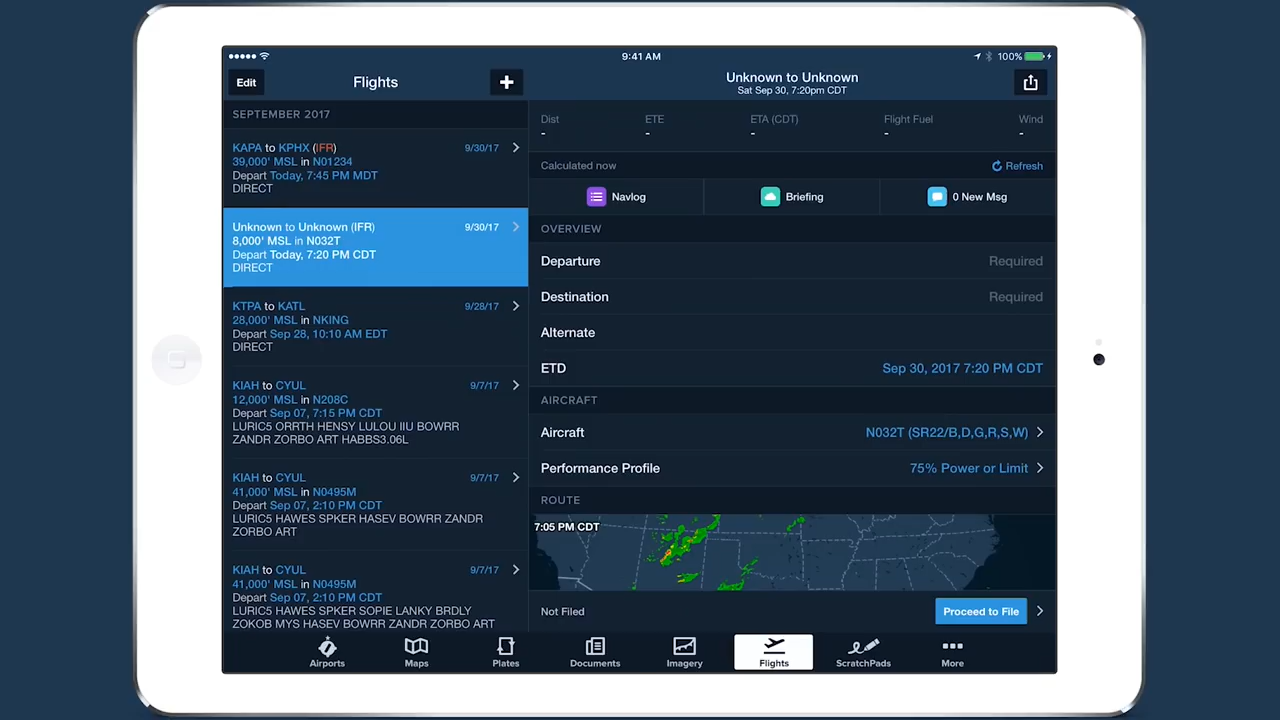 9:41 AM
100%
Edit
Flights
Unknown to Unknown
Sat Sep 30, 7:20pm CDT
SEPTEMBER 2017
KAPA to KPHX (IFR) 9/30/17
39,000' MSL in N01234
Depart Today, 7:45 PM MDT
DIRECT
Unknown to Unknown (IFR) 9/30/17
8,000' MSL in N032T
Depart Today, 7:20 PM CDT
DIRECT
KTPA to KATL 9/28/17
28,000' MSL in NKING
Depart Sep 28, 10:10 AM EDT
DIRECT
KIAH to CYUL 9/7/17
12,000' MSL in N208C
Depart Sep 07, 7:15 PM CDT
LURIC5 ORRTH HENSY LULOU IIU BOWRR
ZANDR ZORBO ART HABBS3.06L
KIAH to CYUL 9/7/17
41,000' MSL in N0495M
Depart Sep 07, 2:10 PM CDT
LURIC5 HAWES SPKER HASEV BOWRR ZANDR
ZORBO ART
KIAH to CYUL 9/7/17
41,000' MSL in N0495M
Depart Sep 07, 2:10 PM CDT
LURIC5 HAWES SPKER SOPIE LANKY BRDLY
ZOKOB MYS HASEV BOWRR ZANDR ZORBO ART
Dist ETE ETA (CDT) Flight Fuel Wind
- - - - -
Calculated now Refresh
Navlog Briefing 0 New Msg
OVERVIEW
Departure Required
Destination Required
Alternate
ETD Sep 30, 2017 7:20 PM CDT
AIRCRAFT
Aircraft N032T (SR22/B,D,G,R,S,W)
Performance Profile 75% Power or Limit
ROUTE
7:05 PM CDT
Not Filed Proceed to File
Airports Maps Plates Documents Imagery Flights ScratchPads More